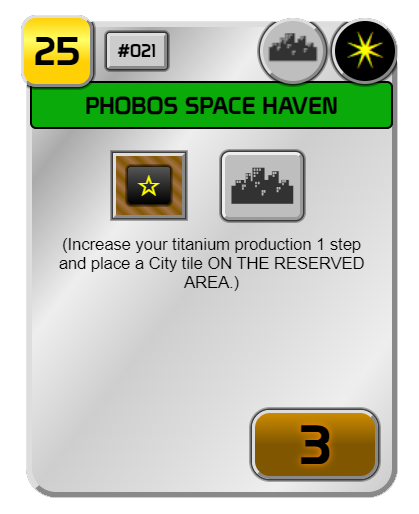 25
#021
PHOBOS SPACE HAVEN
(Increase your titanium production 1 step
and place a City tile ON THE RESERVED
AREA.)
3